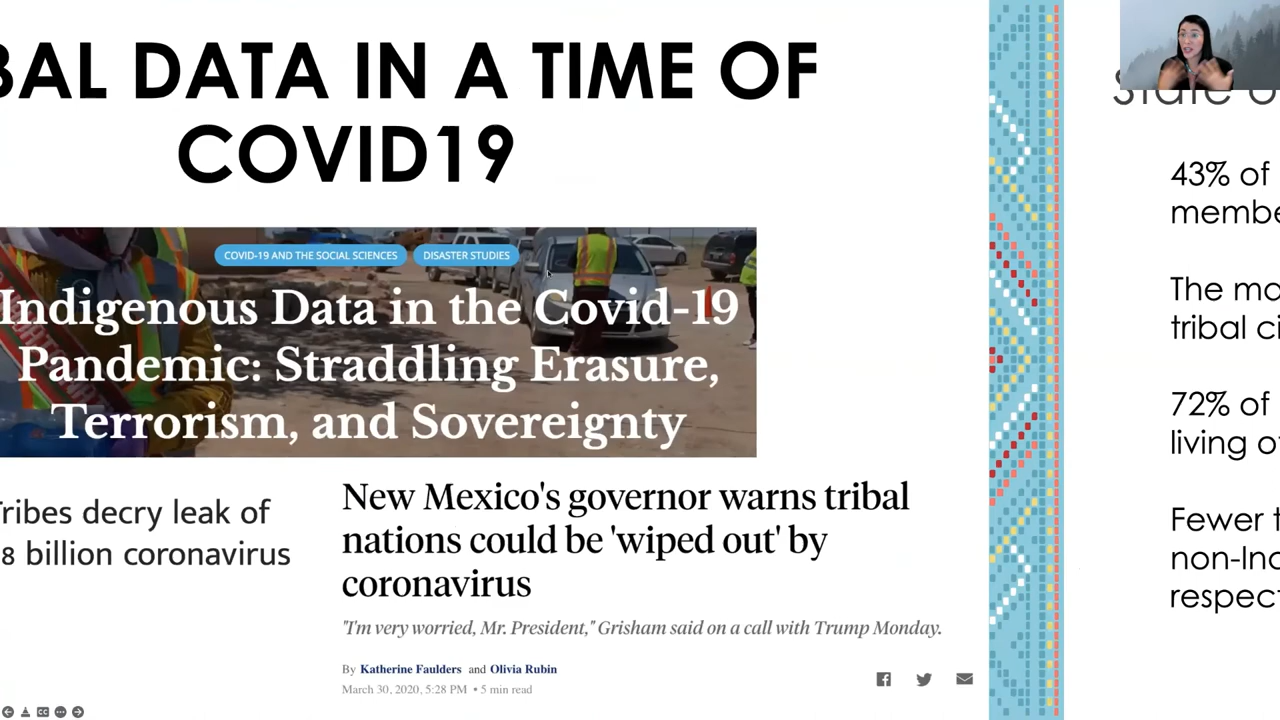 BAL DATA IN A TIME OF
COVID19
COVID-19 AND THE SOCIAL SCIENCES
DISASTER STUDIES
Indigenous Data in the Covid-19
Pandemic: Straddling Erasure,
Terrorism, and Sovereignty
Tribes decry leak of
8 billion coronavirus
New Mexico's governor warns tribal
nations could be 'wiped out' by
coronavirus
"I'm very worried, Mr. President," Grisham said on a call with Trump Monday.
By Katherine Faulders and Olivia Rubin
March 30, 2020, 5:28 PM • 5 min read
State o
43% of
membe
The mo
tribal ci
72% of
living of
Fewer t
non-Ind
respect